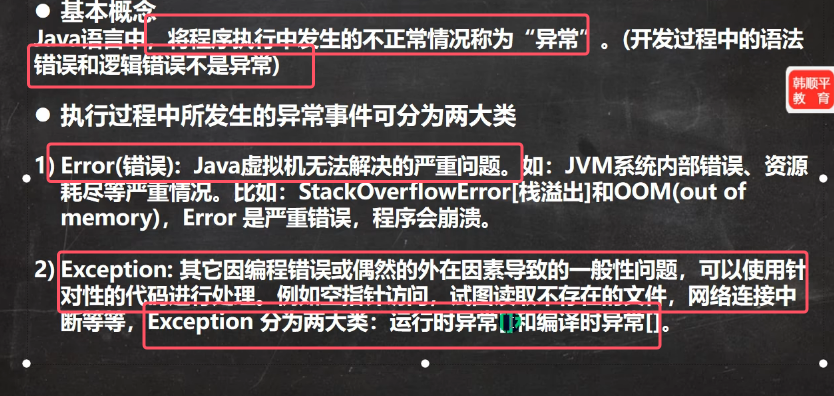 ● 基本概念
Java语言中，将程序执行中发生的不正常情况称为“异常”。(开发过程中的语法
错误和逻辑错误不是异常)
韩顺平
教育
● 执行过程中所发生的异常事件可分为两大类
1) Error(错误)：Java虚拟机无法解决的严重问题。如：JVM系统内部错误、资源
耗尽等严重情况。比如：StackOverflowError[栈溢出]和OOM(out of
memory)，Error 是严重错误，程序会崩溃。
2) Exception: 其它因编程错误或偶然的外在因素导致的一般性问题，可以使用针
对性的代码进行处理。例如空指针访问，试图读取不存在的文件，网络连接中
断等等，Exception 分为两大类：运行时异常[]和编译时异常[]。